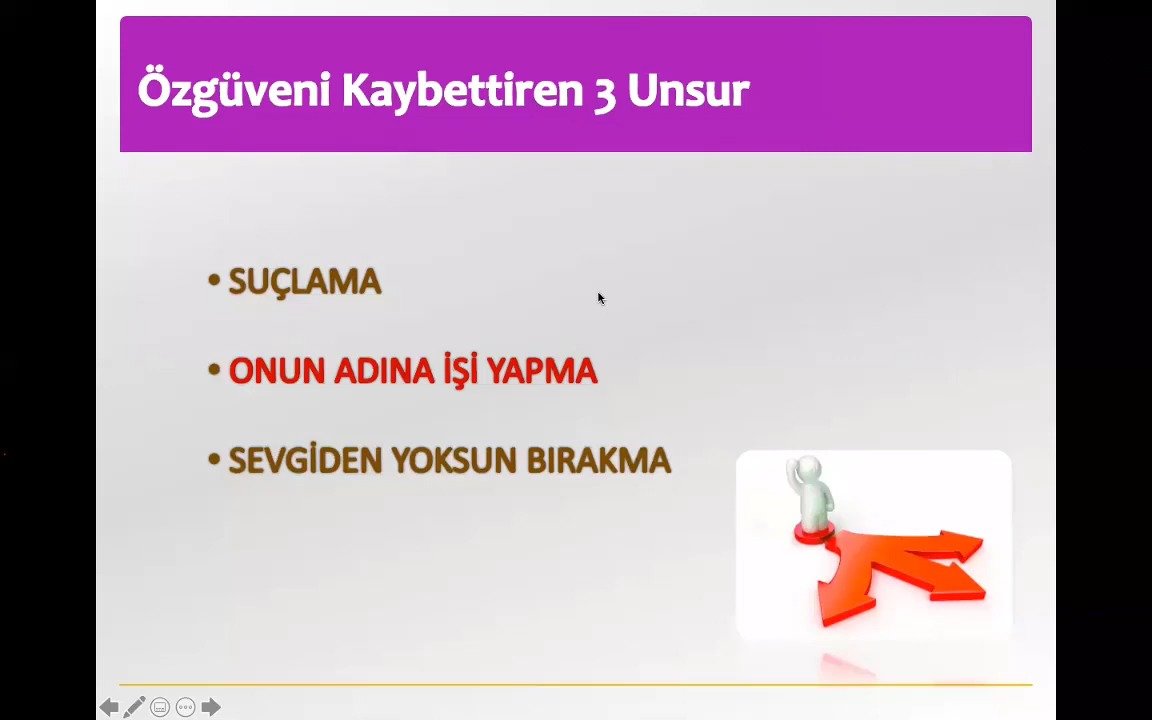 Özgüveni Kaybettiren 3 Unsur
• SUÇLAMA
• ONUN ADINA İŞİ YAPMA
• SEVGİDEN YOKSUN BIRAKMA